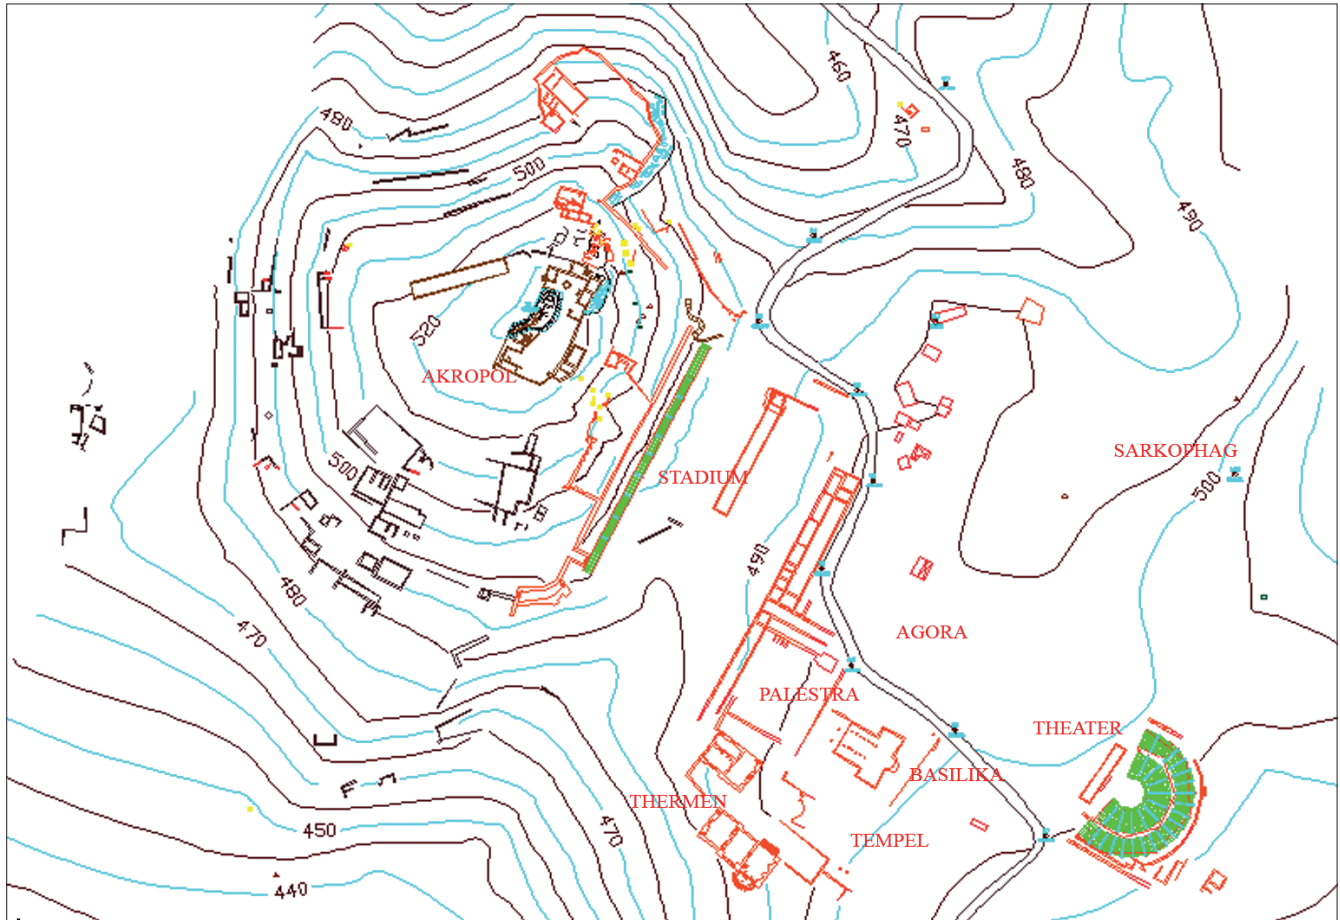 460
480
470
500
480
490
520
AKROPOL
SARKOPHAG
500
STADIUM
500
490
480
470
AGORA
PALESTRA
THEATER
BASILIKA
THERMEN
450
470
TEMPEL
440